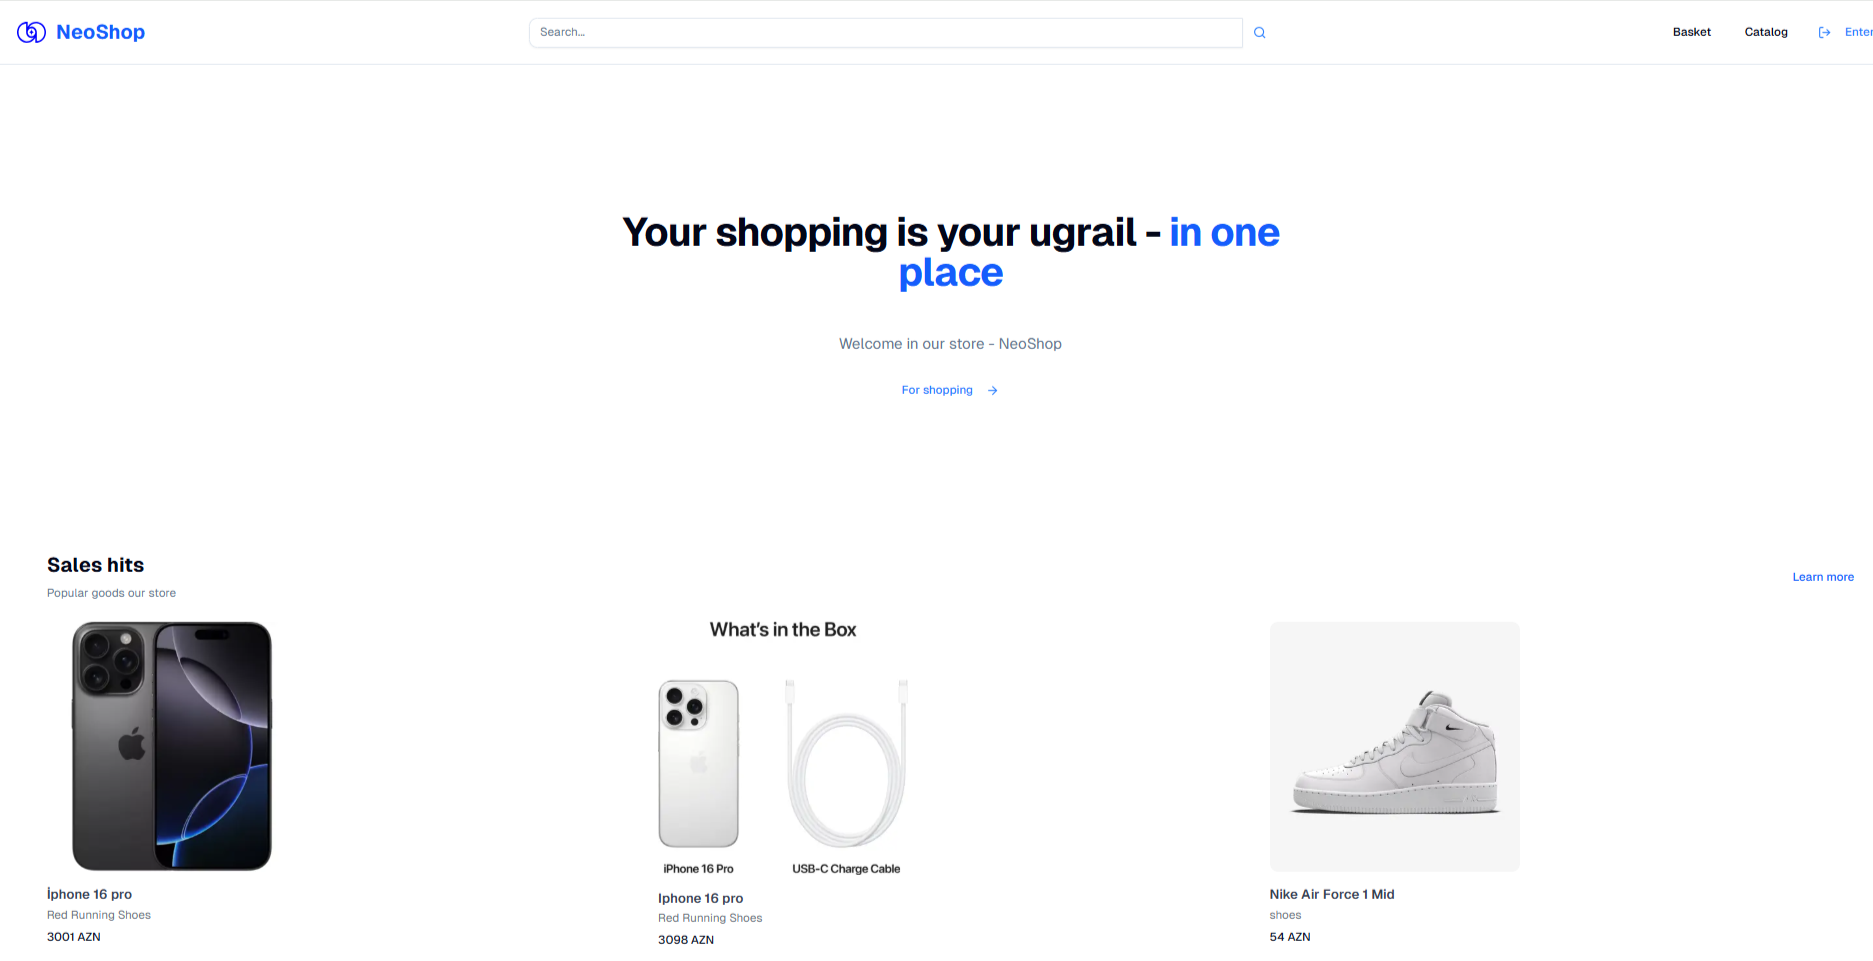 NeoShop
Search...
Basket
Catalog
Enter
Your shopping is your ugrail - in one
place
Welcome in our store - NeoShop
For shopping
Sales hits
Popular goods our store
Learn more
What's in the Box
iPhone 16 Pro
USB-C Charge Cable
İphone 16 pro
Red Running Shoes
3001 AZN
Iphone 16 pro
Red Running Shoes
3098 AZN
Nike Air Force 1 Mid
shoes
54 AZN